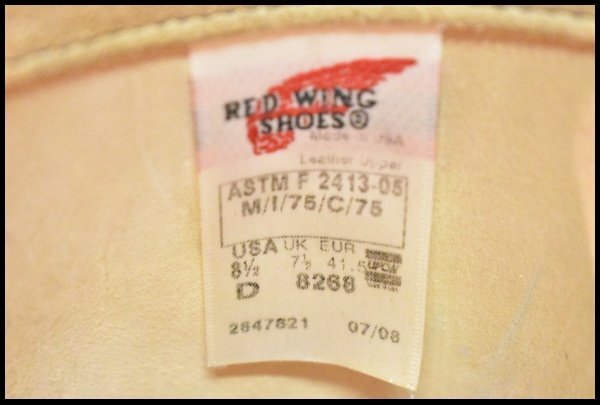 RED WING
SHOES®
Made in USA
Leather Upper
ASTM F 2413-05
M/I/75/C/75
USA UK EUR
8½ 7½ 41.5
D 8268
2647821 07/08